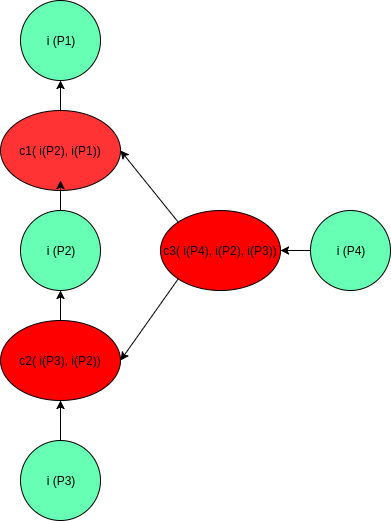 i (P1)
c1( i(P2), i(P1))
i (P2)
c3( i(P4), i(P2), i(P3))
i (P4)
c2( i(P3), i(P2))
i (P3)